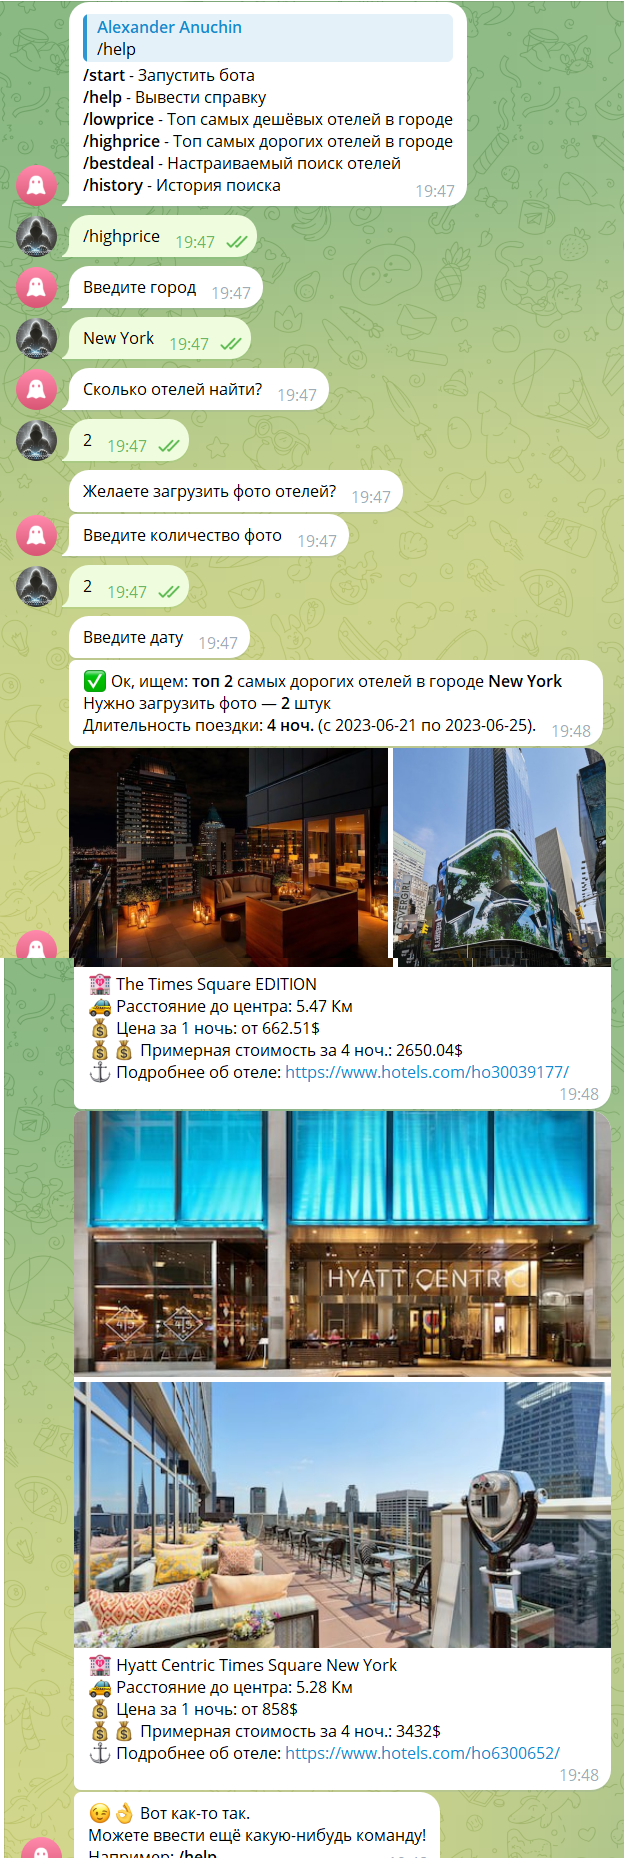 Alexander Anuchin
/help
/start - Запустить бота
/help - Вывести справку
/lowprice - Топ самых дешёвых отелей в городе
/highprice - Топ самых дорогих отелей в городе
/bestdeal - Настраиваемый поиск отелей
/history - История поиска
19:47
/highprice 19:47
Введите город 19:47
New York 19:47
Сколько отелей найти? 19:47
2 19:47
Желаете загрузить фото отелей? 19:47
Введите количество фото 19:47
2 19:47
Введите дату 19:47
✅ Ок, ищем: топ 2 самых дорогих отелей в городе New York
Нужно загрузить фото — 2 штук
Длительность поездки: 4 ноч. (с 2023-06-21 по 2023-06-25). 19:48
COVERGIRL
🏩 The Times Square EDITION
🚕 Расстояние до центра: 5.47 Км
💰 Цена за 1 ночь: от 662.51$
💰 💰 Примерная стоимость за 4 ноч.: 2650.04$
⚓ Подробнее об отеле: https://www.hotels.com/ho30039177/
19:48
HYATT CENTRIC
45 45
🏩 Hyatt Centric Times Square New York
🚕 Расстояние до центра: 5.28 Км
💰 Цена за 1 ночь: от 858$
💰 💰 Примерная стоимость за 4 ноч.: 3432$
⚓ Подробнее об отеле: https://www.hotels.com/ho6300652/
19:48
😉👌 Вот как-то так.
Можете ввести ещё какую-нибудь команду!
Например: /help